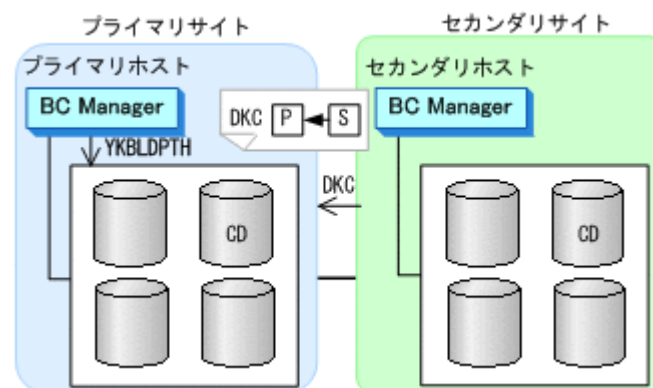 プライマリサイト
セカンダリサイト
プライマリホスト
セカンダリホスト
BC Manager
DKC P S
BC Manager
YKBLDPTH
DKC
CD
CD